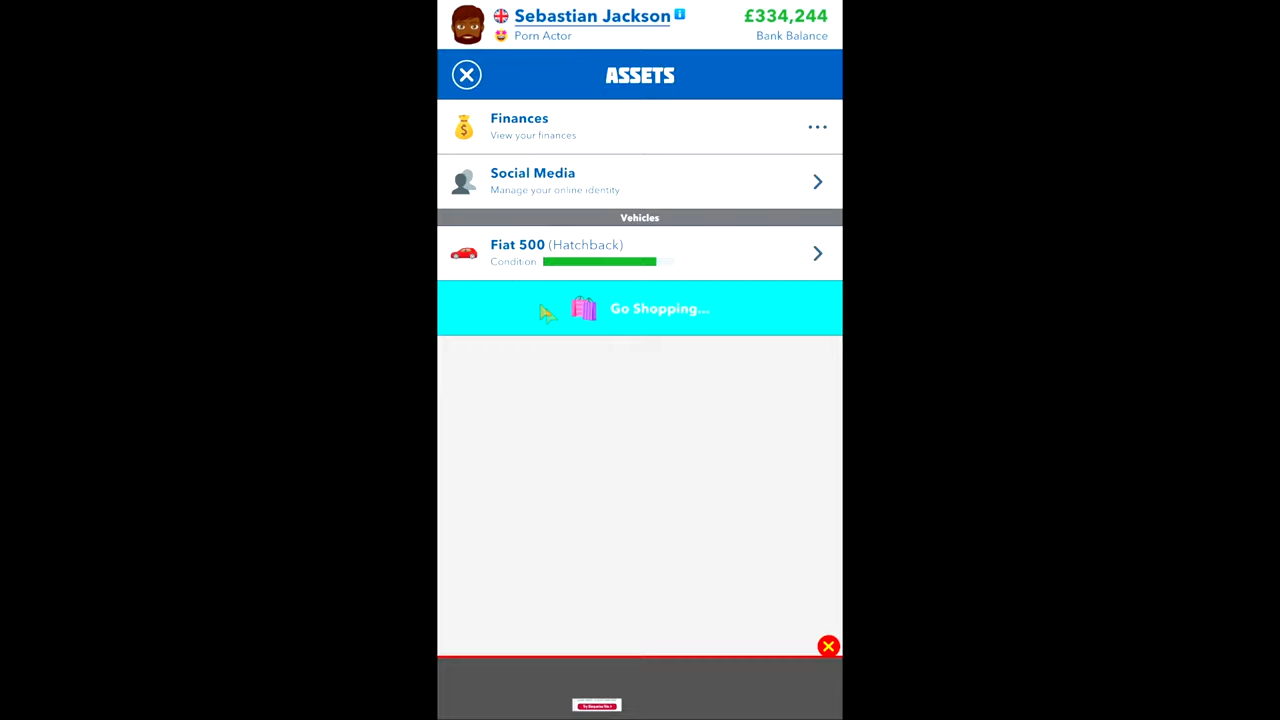 Sebastian Jackson
£334,244
Porn Actor
Bank Balance
ASSETS
Finances
View your finances
Social Media
Manage your online identity
Vehicles
Fiat 500 (Hatchback)
Condition
Go Shopping...